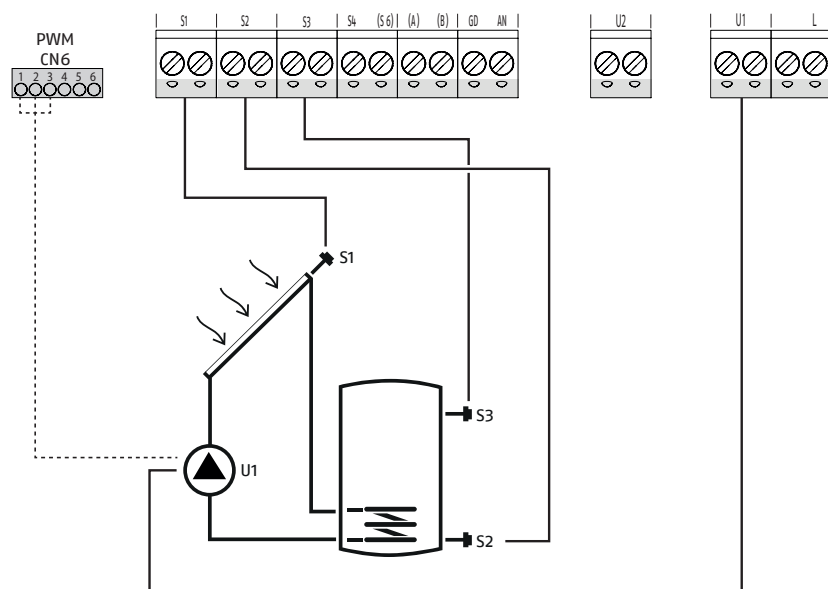 S1 S2 S3 S4 (S 6) (A) (B) GD AN U2 U1 L
PWM
CN6
1 2 3 4 5 6
S1
S3
U1
S2